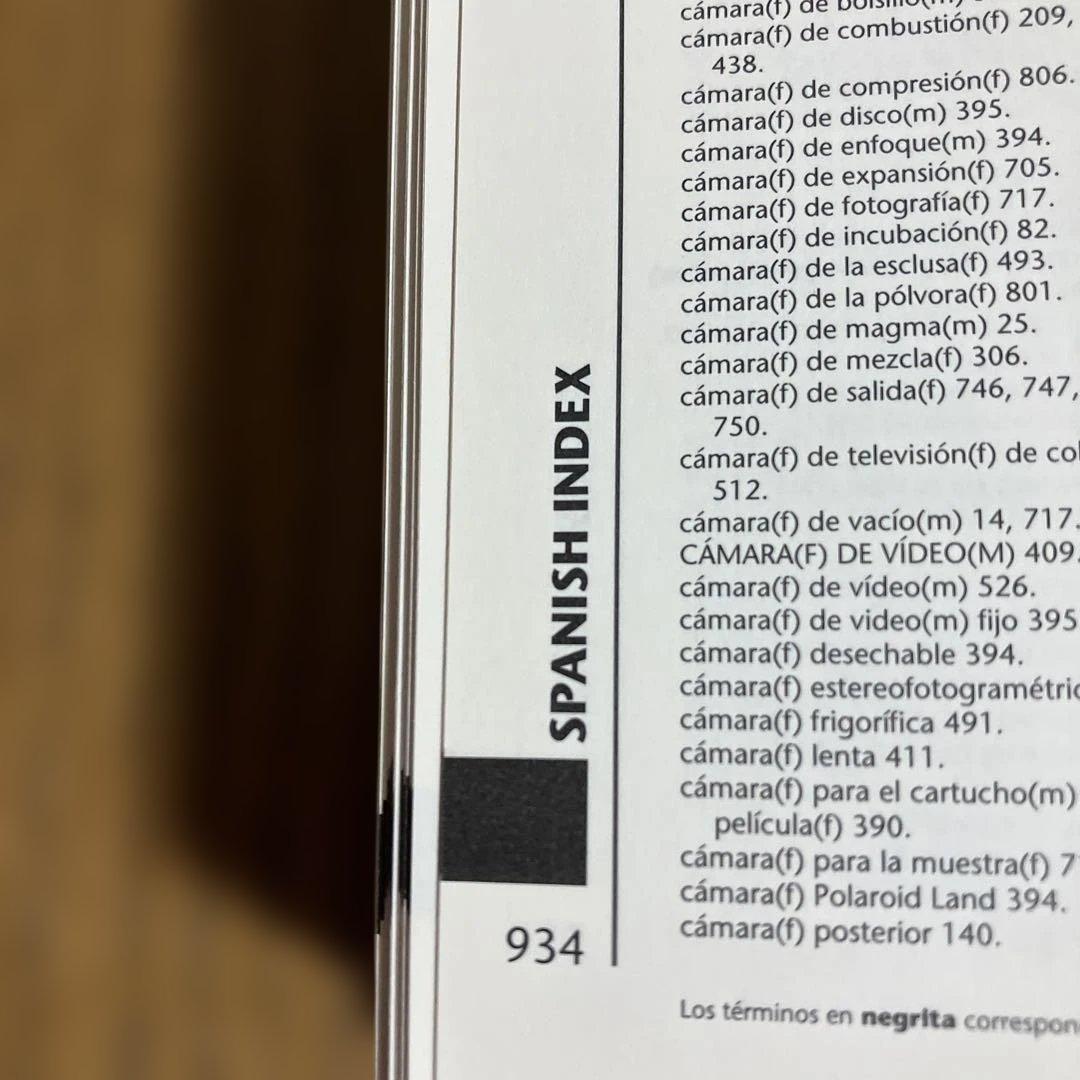 cámara(f) de
cámara(f) de combustión(f) 209,
438.
cámara(f) de compresión(f) 806.
cámara(f) de disco(m) 395.
cámara(f) de enfoque(m) 394.
cámara(f) de expansión(f) 705.
cámara(f) de fotografía(f) 717.
cámara(f) de incubación(f) 82.
cámara(f) de la esclusa(f) 493.
cámara(f) de la pólvora(f) 801.
cámara(f) de magma(m) 25.
cámara(f) de mezcla(f) 306.
cámara(f) de salida(f) 746, 747,
750.
cámara(f) de televisión(f) de
512.
cámara(f) de vacío(m) 14, 717.
CÁMARA(F) DE VÍDEO(M) 409.
cámara(f) de vídeo(m) 526.
cámara(f) de video(m) fijo 395
cámara(f) desechable 394.
cámara(f)
cámara(f) frigorífica 491.
cámara(f) lenta 411.
cámara(f) para el cartucho(m)
película(f) 390.
cámara(f) para la muestra(f)
cámara(f) Polaroid Land 394.
cámara(f) posterior 140.
SPANISH INDEX
934
Los términos en negrita